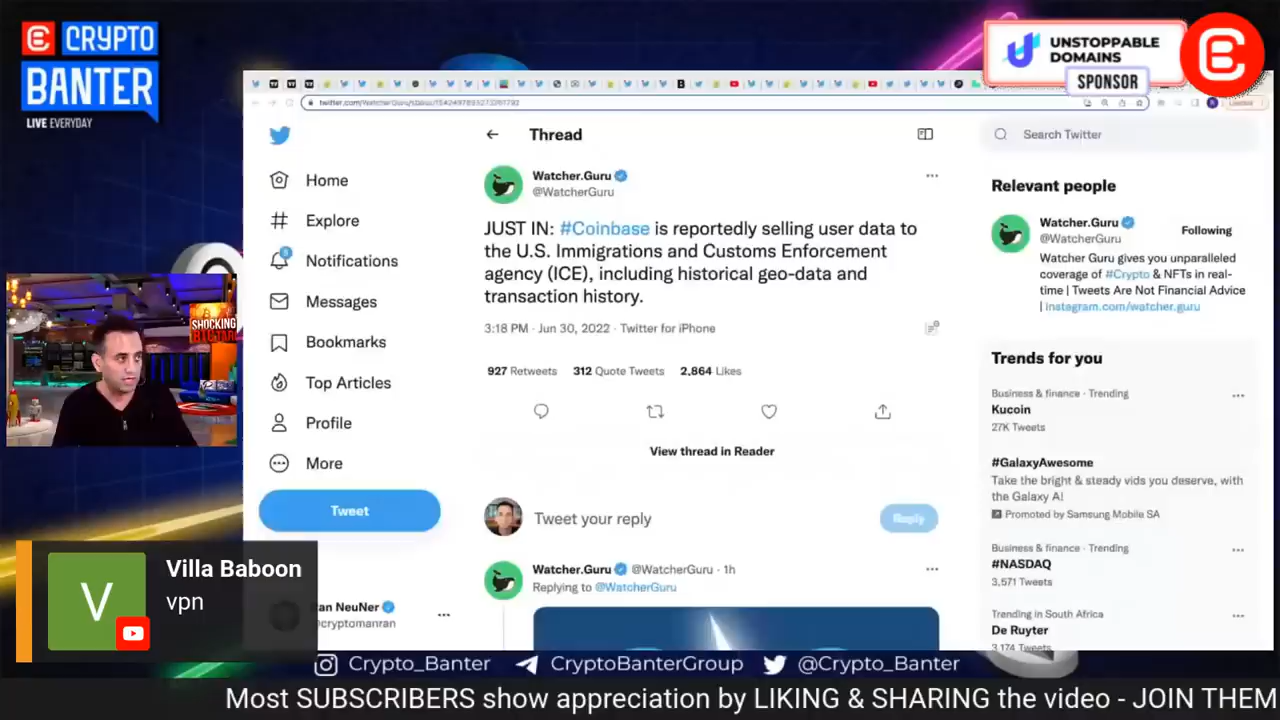 CRYPTO
BANTER
LIVE EVERYDAY
UNSTOPPABLE
DOMAINS
SPONSOR
Thread
Search Twitter
Home
Explore
Notifications
Messages
Bookmarks
Top Articles
Profile
More
Tweet
Watcher.Guru
@WatcherGuru
JUST IN: #Coinbase is reportedly selling user data to
the U.S. Immigrations and Customs Enforcement
agency (ICE), including historical geo-data and
transaction history.
3:18 PM · Jun 30, 2022 · Twitter for iPhone
927 Retweets 312 Quote Tweets 2,864 Likes
View thread in Reader
Tweet your reply
Reply
Watcher.Guru @WatcherGuru · 1h
Replying to @WatcherGuru
Relevant people
Watcher.Guru
@WatcherGuru
Following
Watcher Guru gives you unparalleled
coverage of #Crypto & NFTs in real-
time | Tweets Are Not Financial Advice
| instagram.com/watcher.guru
Trends for you
Business & finance · Trending
Kucoin
27K Tweets
#GalaxyAwesome
Take the bright & steady vids you deserve, with
the Galaxy AI!
Promoted by Samsung Mobile SA
Business & finance · Trending
#NASDAQ
3,571 Tweets
Trending in South Africa
De Ruyter
3,174 Tweets
SHOCKING
V
Villa Baboon
vpn
an NeuNer
cryptomanran
Crypto_Banter CryptoBanterGroup @Crypto_Banter
Most SUBSCRIBERS show appreciation by LIKING & SHARING the video - JOIN THEM